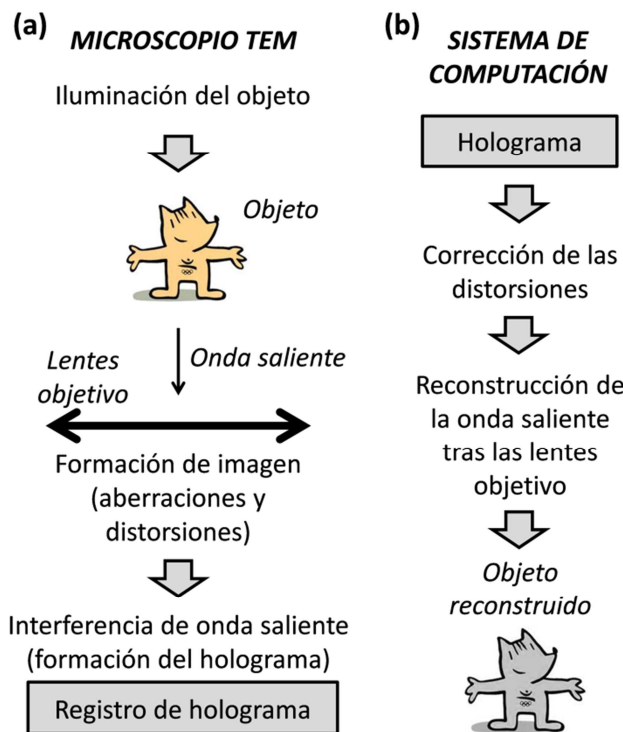 (a)
MICROSCOPIO TEM
Iluminación del objeto
Objeto
Lentes
objetivo
Onda saliente
Formación de imagen
(aberraciones y
distorsiones)
Interferencia de onda saliente
(formación del holograma)
Registro de holograma
(b)
SISTEMA DE
COMPUTACIÓN
Holograma
Corrección de las
distorsiones
Reconstrucción de
la onda saliente
tras las lentes
objetivo
Objeto
reconstruido